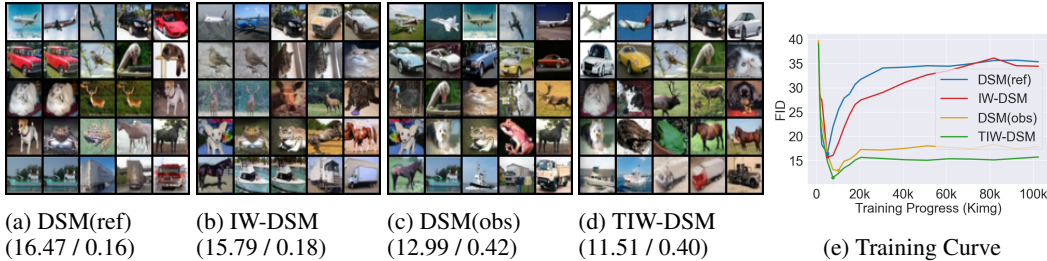 40
35
30
25
20
15
FID
DSM(ref)
IW-DSM
DSM(obs)
TIW-DSM
0 20k 40k 60k 80k 100k
Training Progress (Kimg)
(a) DSM(ref)
(16.47 / 0.16)
(b) IW-DSM
(15.79 / 0.18)
(c) DSM(obs)
(12.99 / 0.42)
(d) TIW-DSM
(11.51 / 0.40)
(e) Training Curve